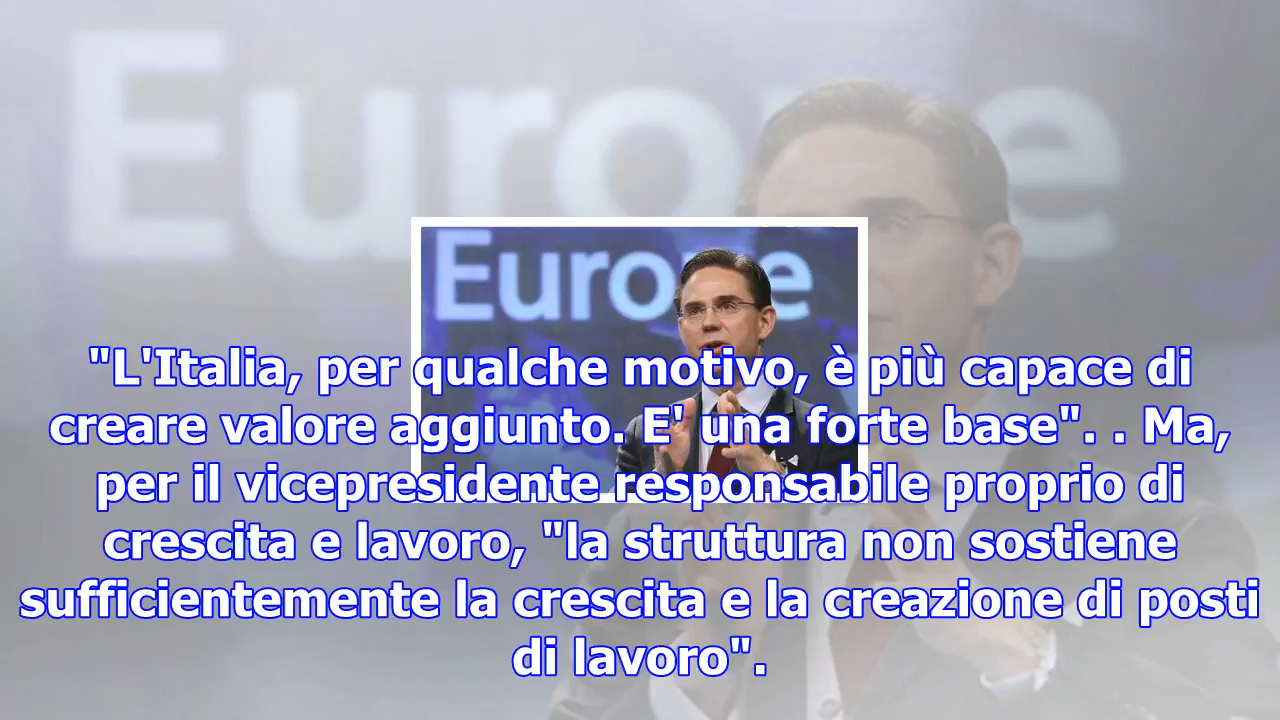 Europe
Europe
"L'Italia, per qualche motivo, è più capace di
creare valore aggiunto. E' una forte base". . Ma,
per il vicepresidente responsabile proprio di
crescita e lavoro, "la struttura non sostiene
sufficientemente la crescita e la creazione di posti
di lavoro".